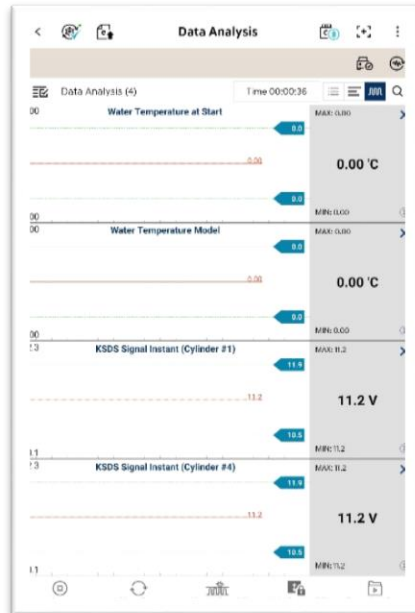 Data Analysis
Data Analysis (4)
Time 00:00:36
Water Temperature at Start
MAX: 0.00
0.0
0.00
0.00 'C
0.0
MIN: 0.00
Water Temperature Model
MAX: 0.00
0.0
0.00
0.00 'C
0.0
MIN: 0.00
KSDS Signal Instant (Cylinder #1)
MAX: 11.2
11.9
11.2
11.2 V
10.5
MIN: 11.2
KSDS Signal Instant (Cylinder #4)
MAX: 11.2
11.9
11.2
11.2 V
10.5
MIN: 11.2